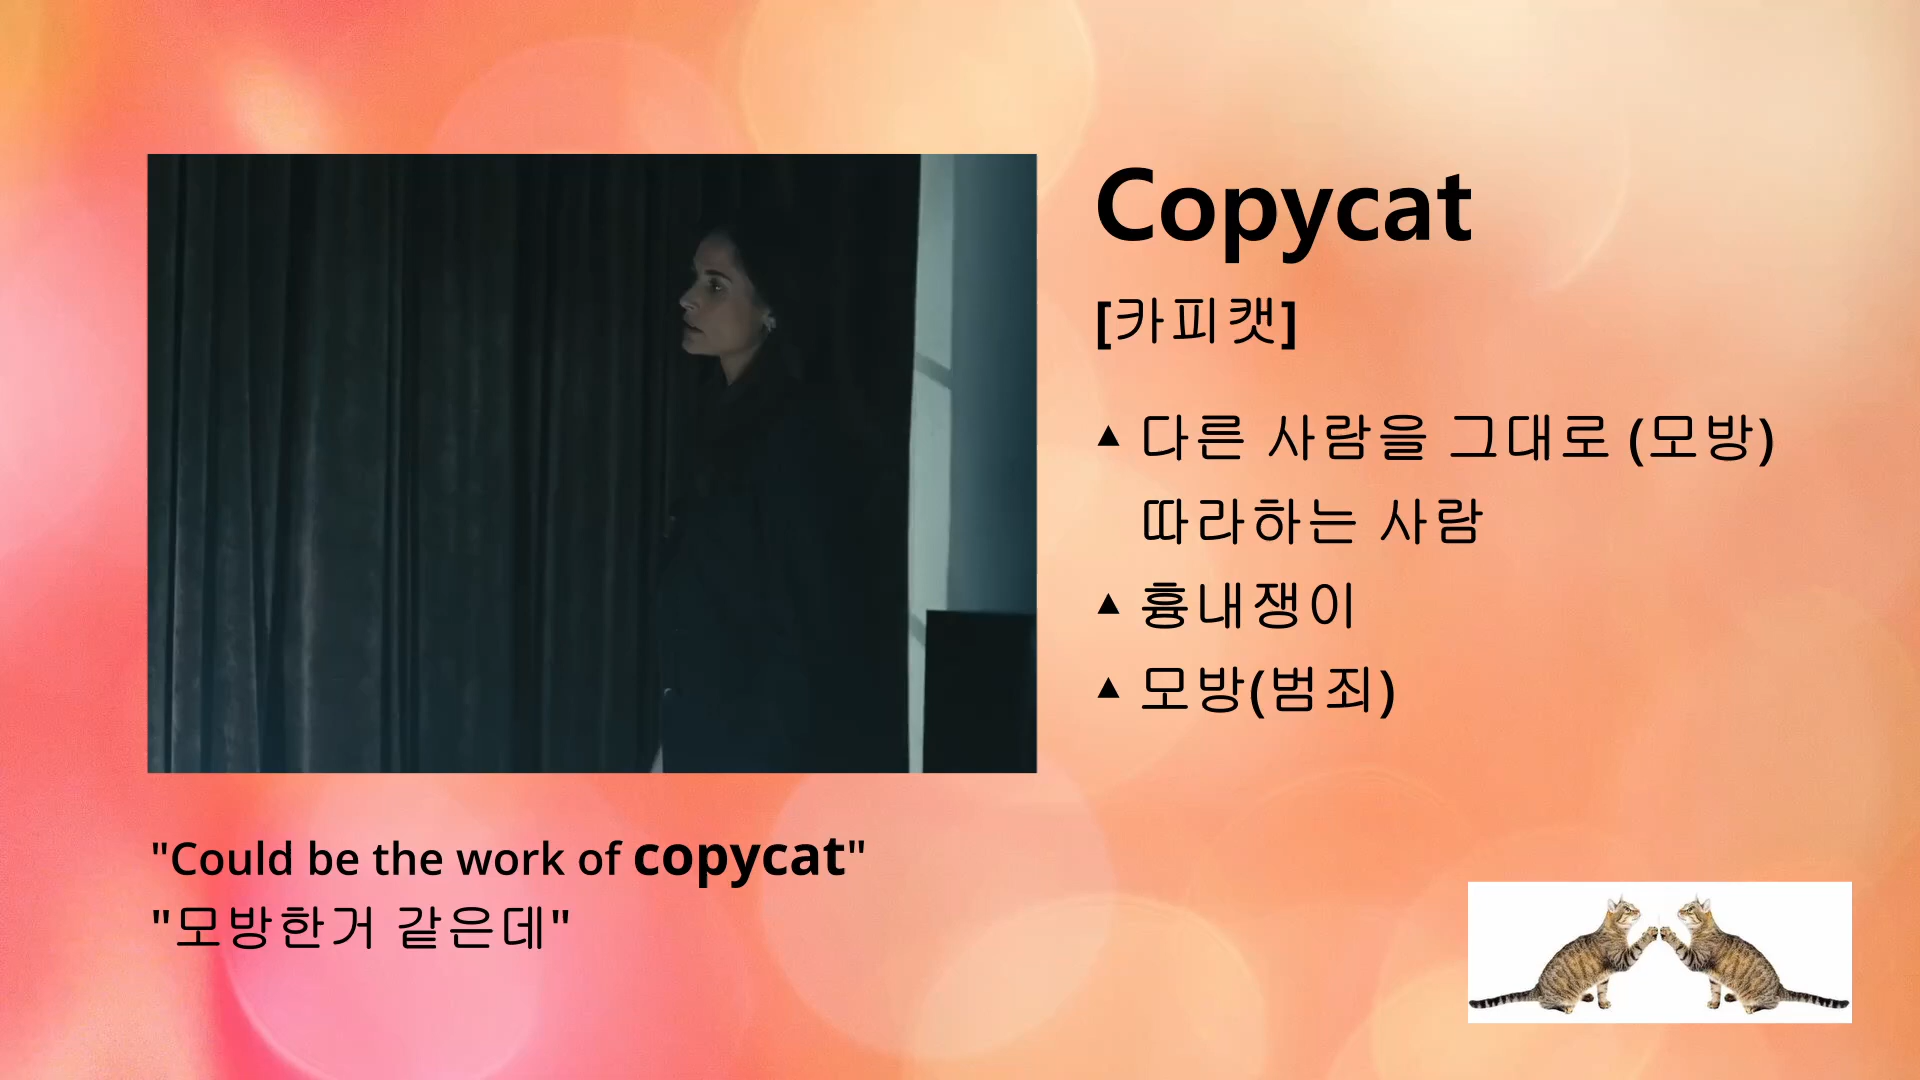 Copycat
[카피캣]
▲ 다른 사람을 그대로 (모방)
따라하는 사람
▲ 흉내쟁이
▲ 모방(범죄)
"Could be the work of copycat"
"모방한거 같은데"